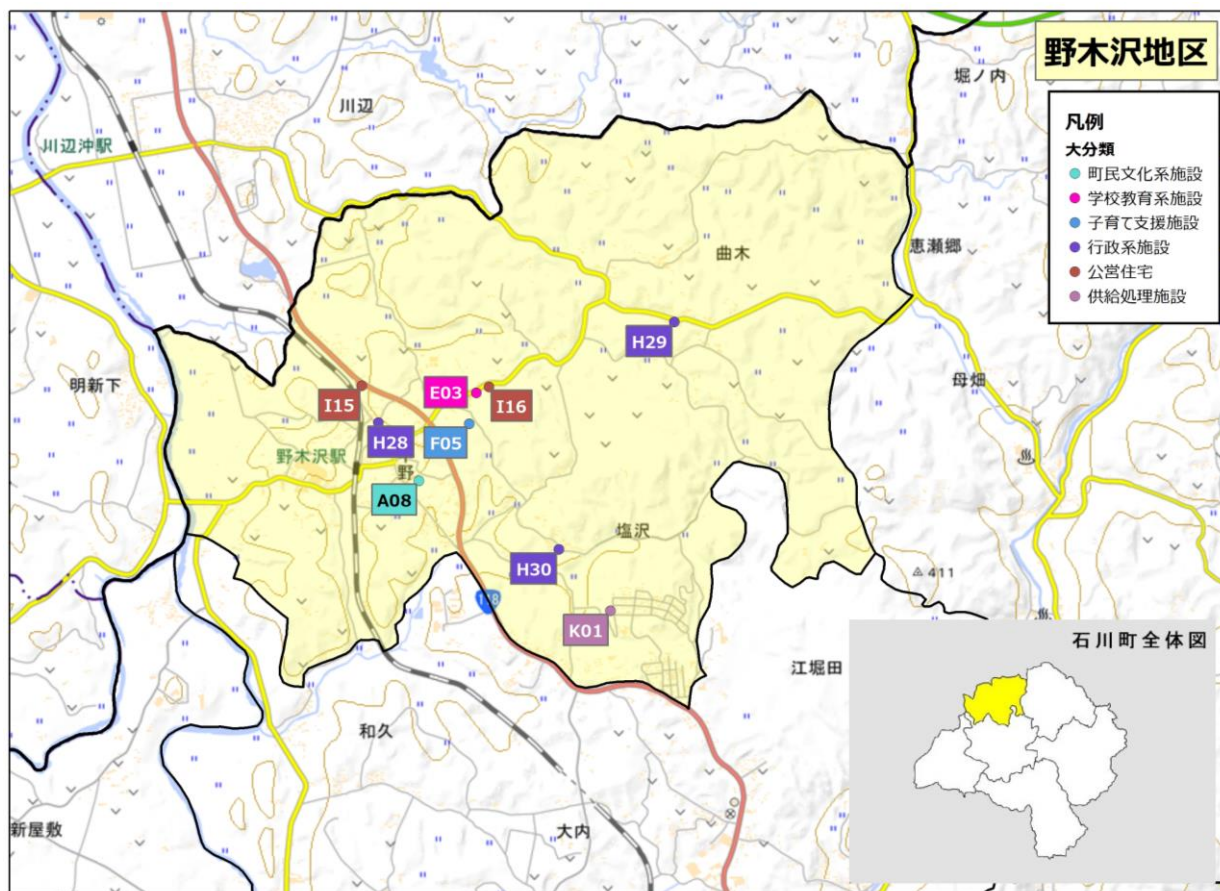 野木沢地区
堀ノ内
川辺
川辺沖駅
凡例
大分類
町民文化系施設
学校教育系施設
子育て支援施設
行政系施設
公営住宅
供給処理施設
曲木
恵瀬郷
H29
明新下
母畑
E03
I15
I16
H28
F05
野木沢駅
野
A08
塩沢
H30
411
K01
石川町全体図
江堀田
和久
新屋敷
大内